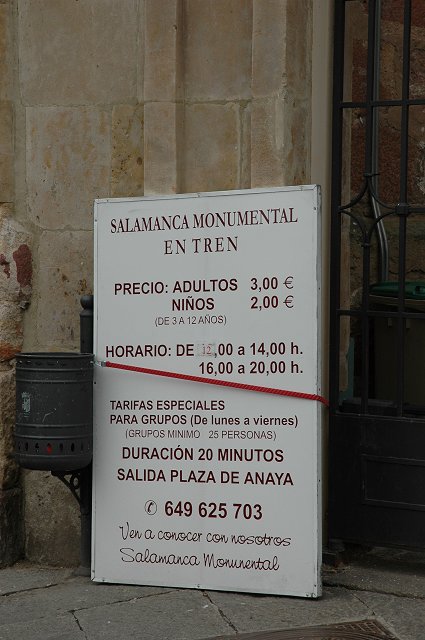 SALAMANCA MONUMENTAL
EN TREN
PRECIO: ADULTOS 3,00 €
NIÑOS 2,00 €
(DE 3 A 12 AÑOS)
HORARIO: DE 12,00 a 14,00 h.
16,00 a 20,00 h.
TARIFAS ESPECIALES
PARA GRUPOS (De lunes a viernes)
(GRUPOS MINIMO 25 PERSONAS)
DURACIÓN 20 MINUTOS
SALIDA PLAZA DE ANAYA
✆ 649 625 703
Ven a conocer con nosotros
Salamanca Monumental